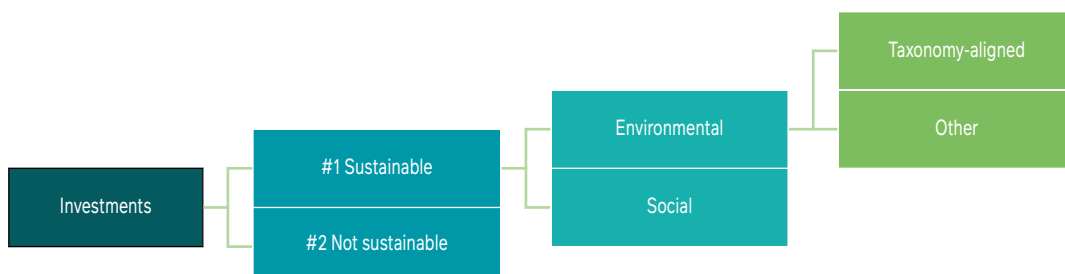 Investments
#1 Sustainable
#2 Not sustainable
Environmental
Social
Taxonomy-aligned
Other